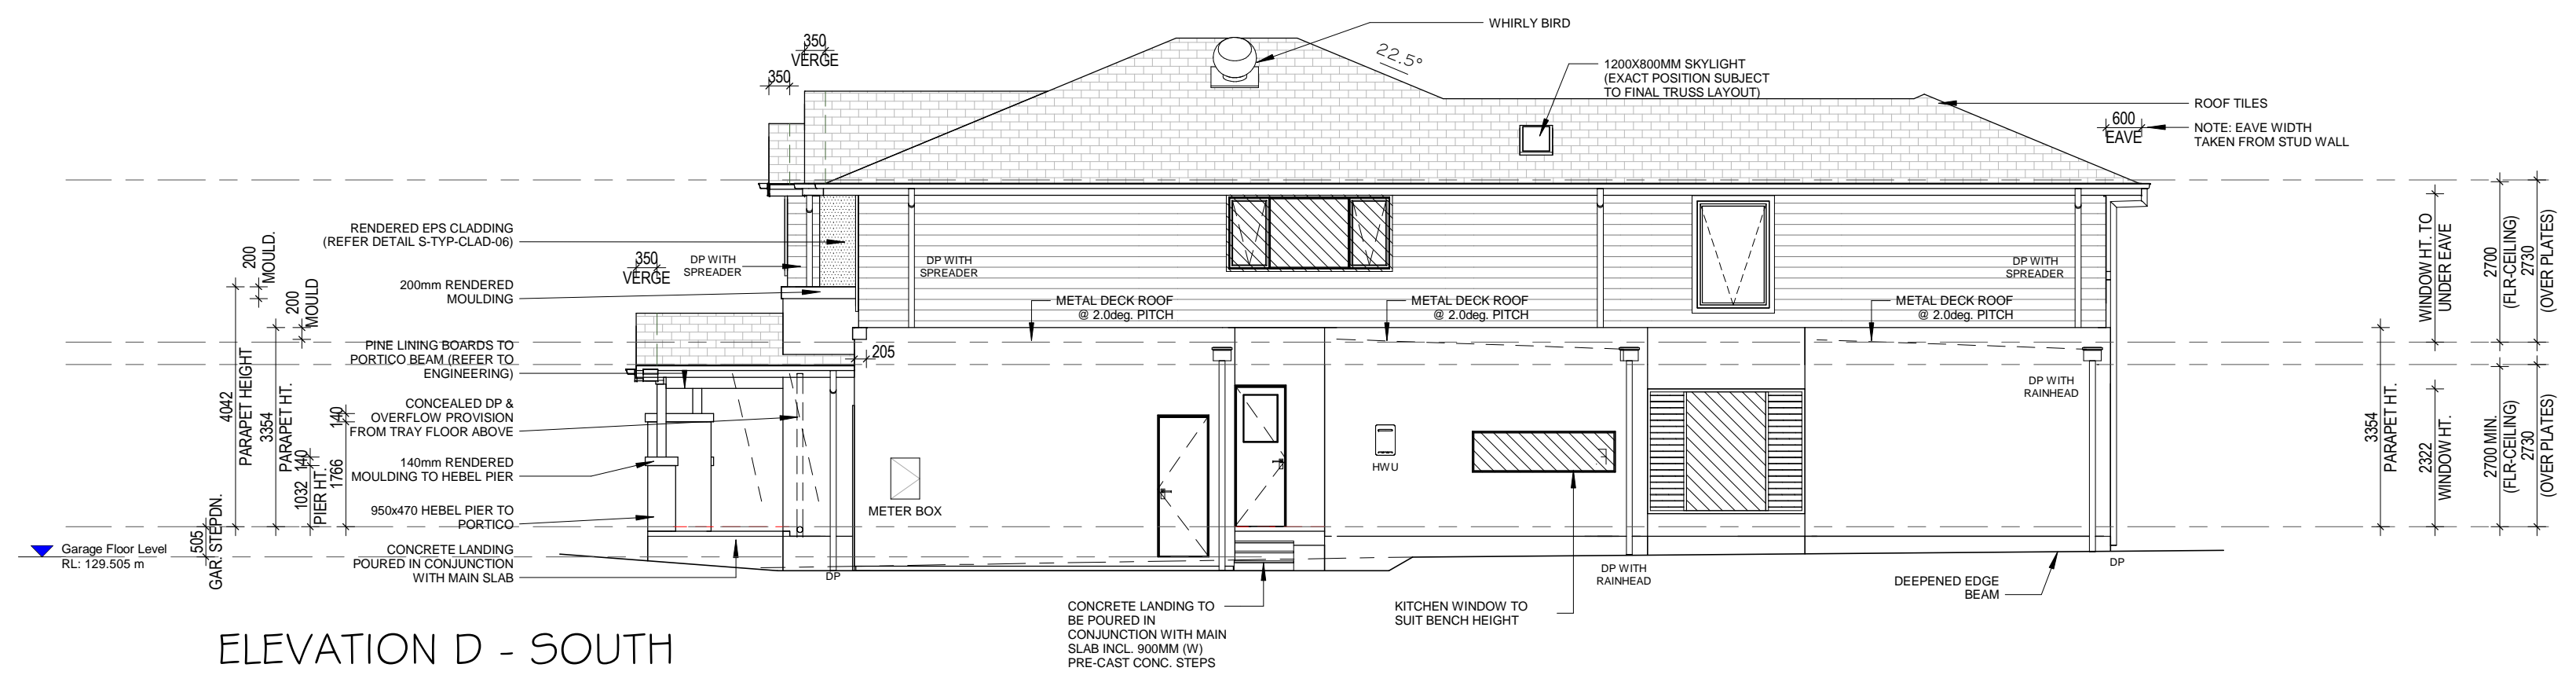 WHIRLY BIRD
350
VERGE
350
22.5°
1200X800MM SKYLIGHT
(EXACT POSITION SUBJECT
TO FINAL TRUSS LAYOUT)
ROOF TILES
600
EAVE
NOTE: EAVE WIDTH
TAKEN FROM STUD WALL
RENDERED EPS CLADDING
(REFER DETAIL S-TYP-CLAD-06)
200
MOULD.
350
VERGE
DP WITH
SPREADER
DP WITH
SPREADER
DP WITH
SPREADER
200mm RENDERED
MOULDING
200
MOULD
METAL DECK ROOF
@ 2.0deg. PITCH
METAL DECK ROOF
@ 2.0deg. PITCH
METAL DECK ROOF
@ 2.0deg. PITCH
WINDOW HT. TO
UNDER EAVE
2700
(FLR-CEILING)
2730
(OVER PLATES)
PINE LINING BOARDS TO
PORTICO BEAM (REFER TO
ENGINEERING)
205
4042
PARAPET HEIGHT
3354
PARAPET HT.
140
1032
PIER HT.
140
1766
CONCEALED DP &
OVERFLOW PROVISION
FROM TRAY FLOOR ABOVE
DP WITH
RAINHEAD
140mm RENDERED
MOULDING TO HEBEL PIER
HWU
METER BOX
3354
PARAPET HT.
2322
WINDOW HT.
2700 MIN.
(FLR-CEILING)
2730
(OVER PLATES)
950x470 HEBEL PIER TO
PORTICO
505
GAR. STEPDN.
Garage Floor Level
RL: 129.505 m
CONCRETE LANDING
POURED IN CONJUNCTION
WITH MAIN SLAB
DP
DP WITH
RAINHEAD
DP
DEEPENED EDGE
BEAM
CONCRETE LANDING TO
BE POURED IN
CONJUNCTION WITH MAIN
SLAB INCL. 900MM (W)
PRE-CAST CONC. STEPS
KITCHEN WINDOW TO
SUIT BENCH HEIGHT
ELEVATION D - SOUTH